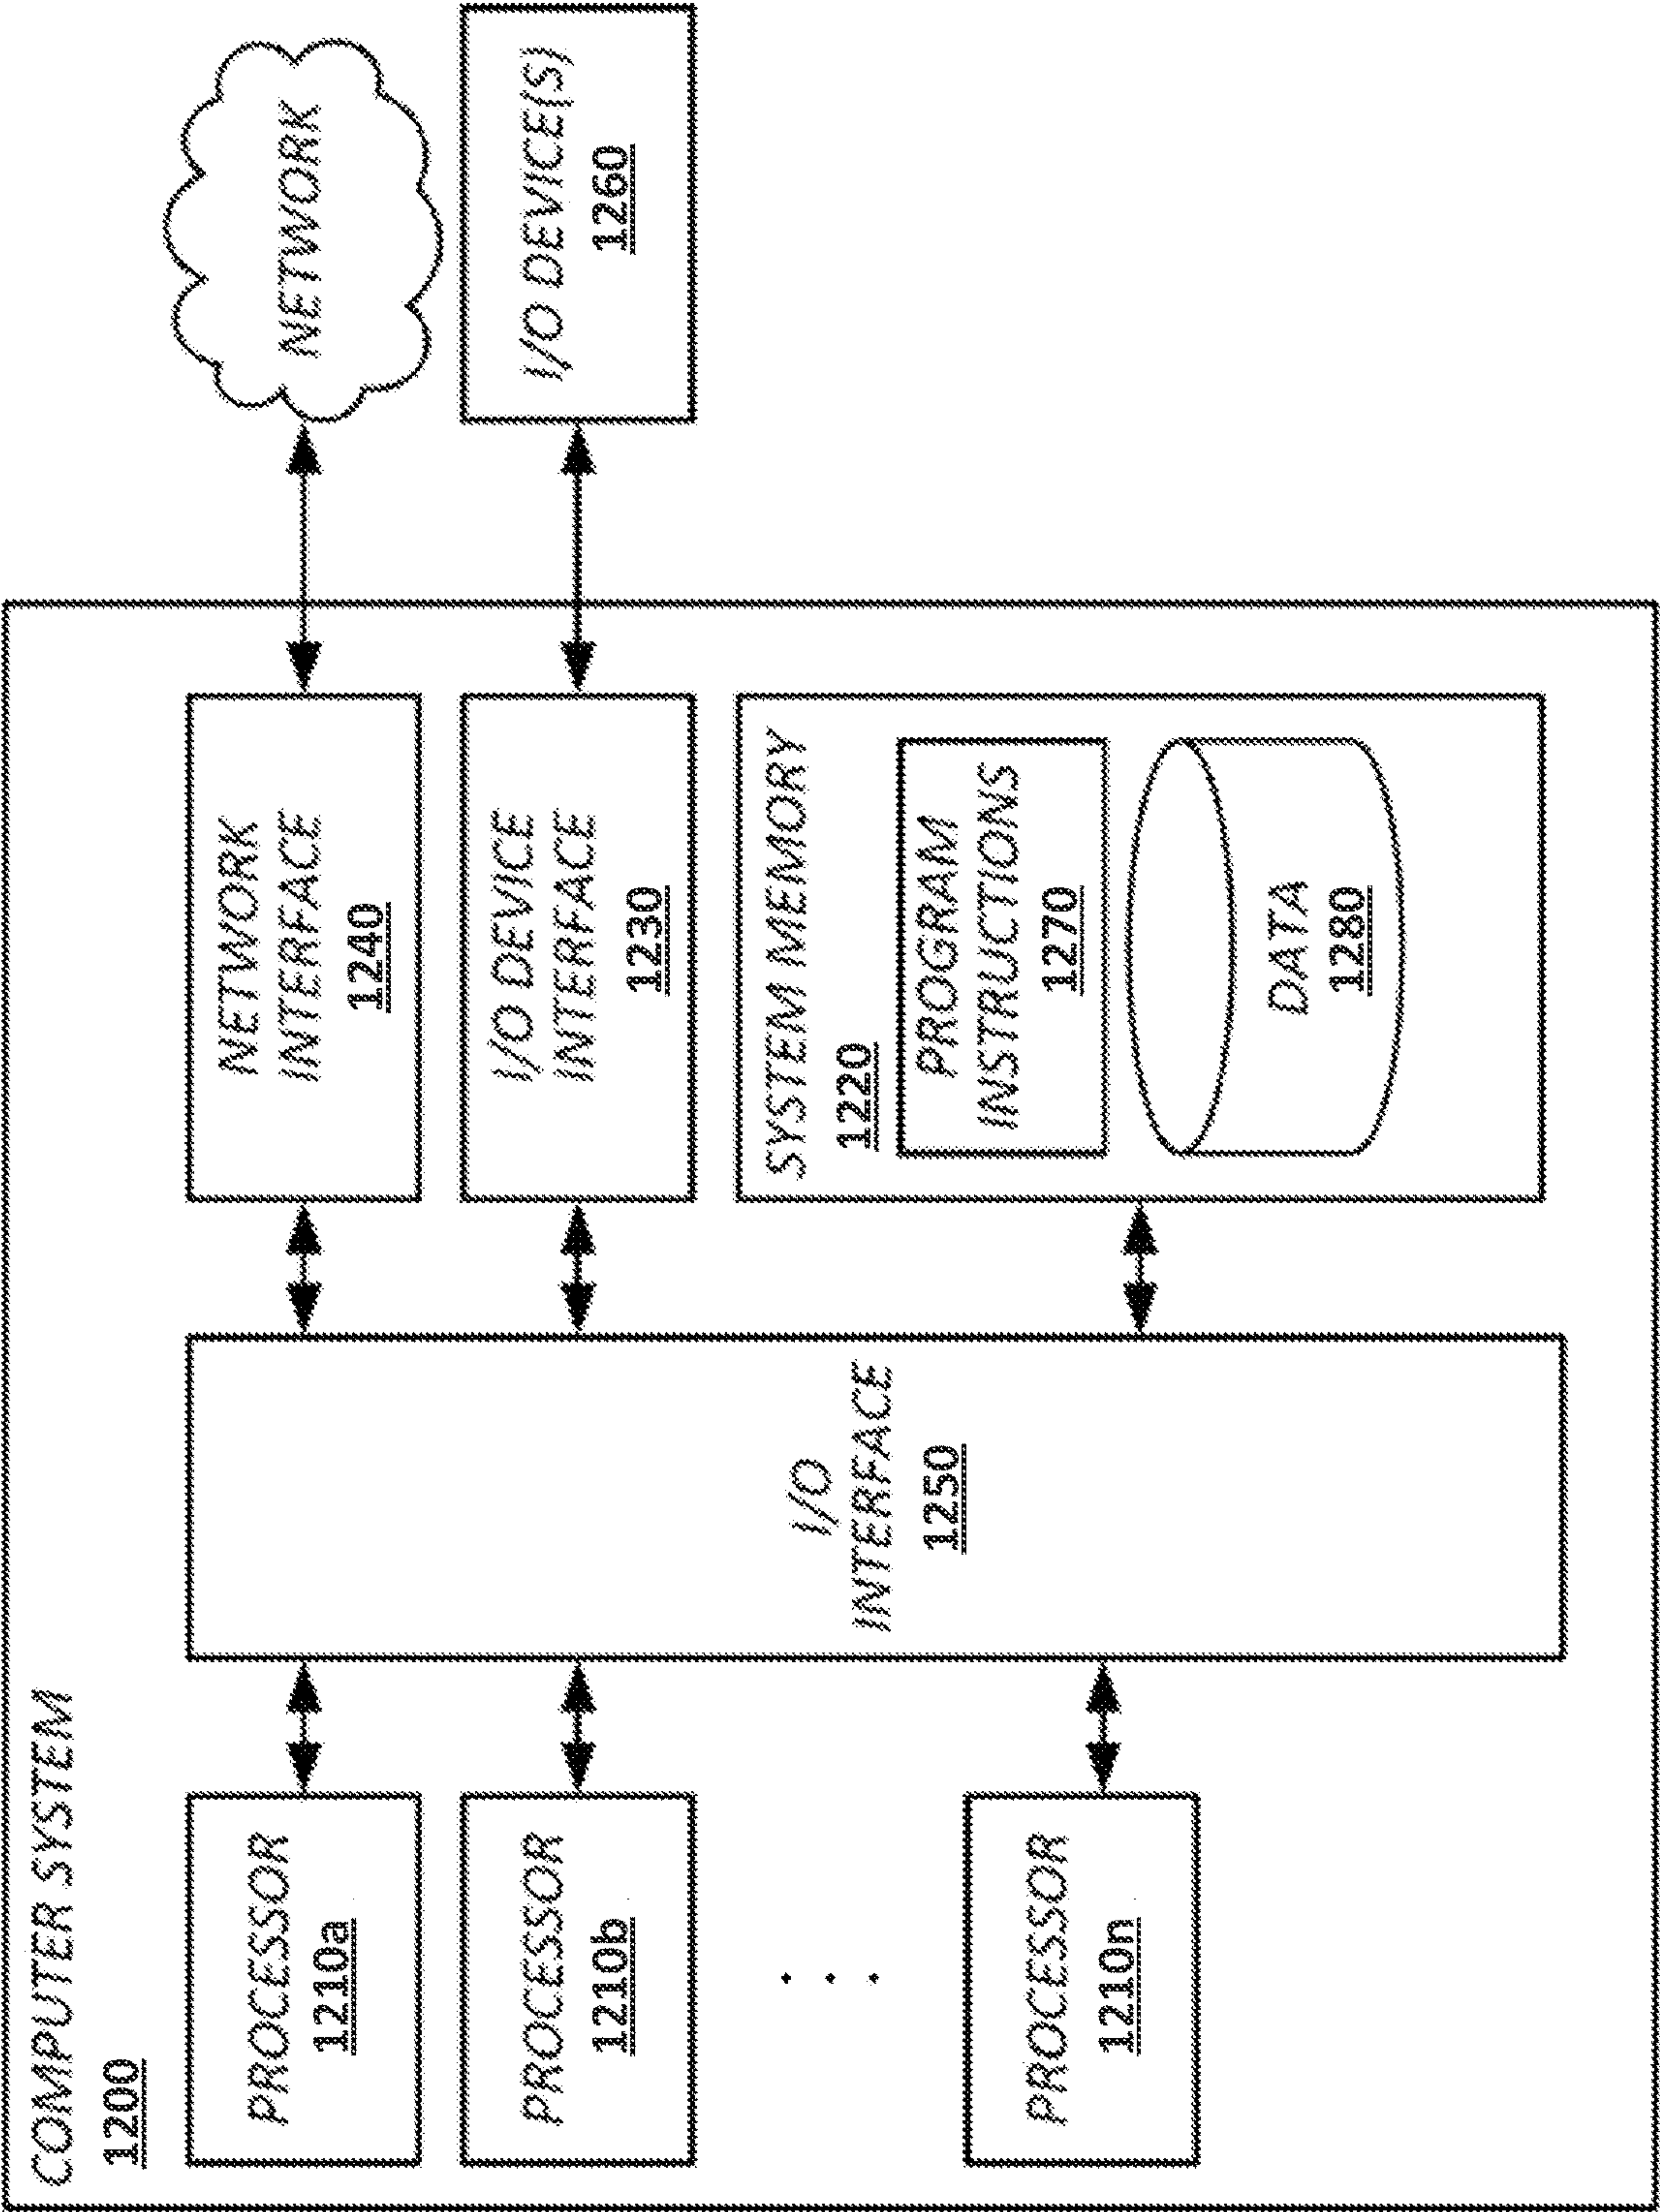 COMPUTER SYSTEM
1200
PROCESSOR
1210a
PROCESSOR
1210b
. . .
PROCESSOR
1210n
I/O
INTERFACE
1250
NETWORK
INTERFACE
1240
I/O DEVICE
INTERFACE
1230
SYSTEM MEMORY
1220
PROGRAM
INSTRUCTIONS
1270
DATA
1280
NETWORK
I/O DEVICE(S)
1260